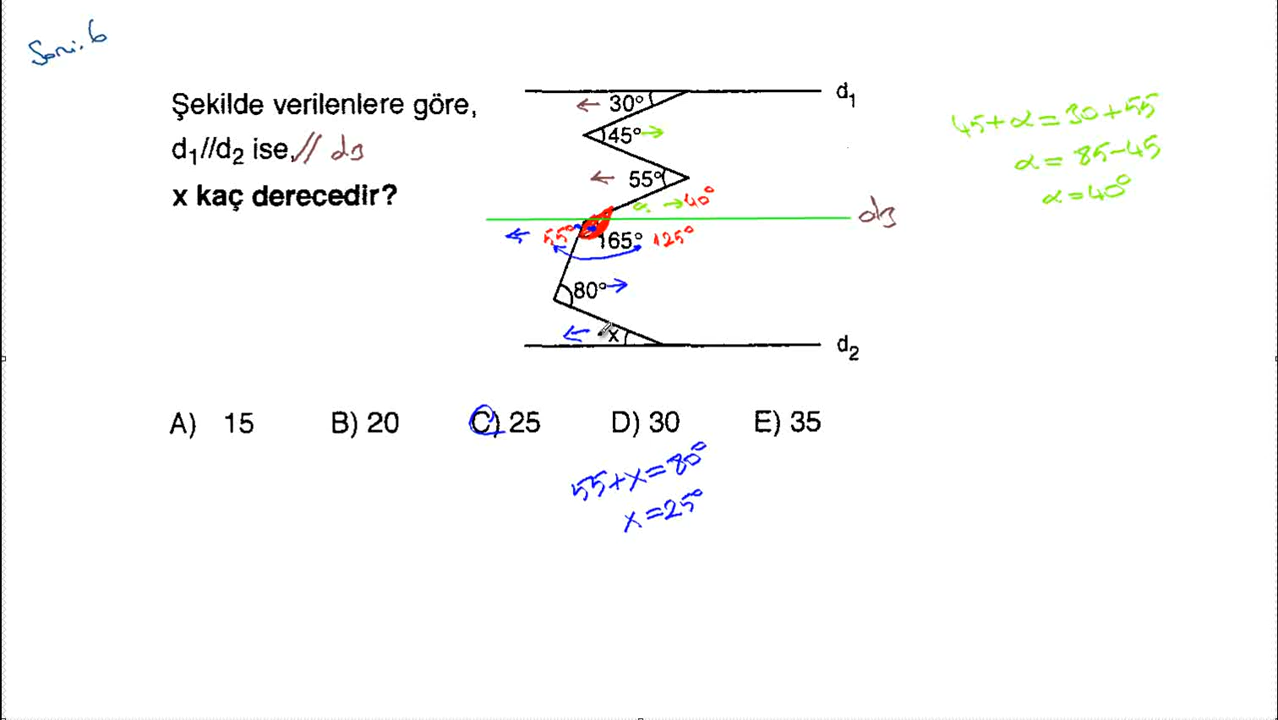 Soru. 6
Şekilde verilenlere göre,
d1//d2 ise, // d3
x kaç derecedir?
30°
d1
45°
55°
α → 40°
d3
55°
165°
125°
80°
x
d2
45+α=30+55
α = 85-45
α=40°
A) 15 B) 20 C) 25 D) 30 E) 35
55+x=80°
x=25°